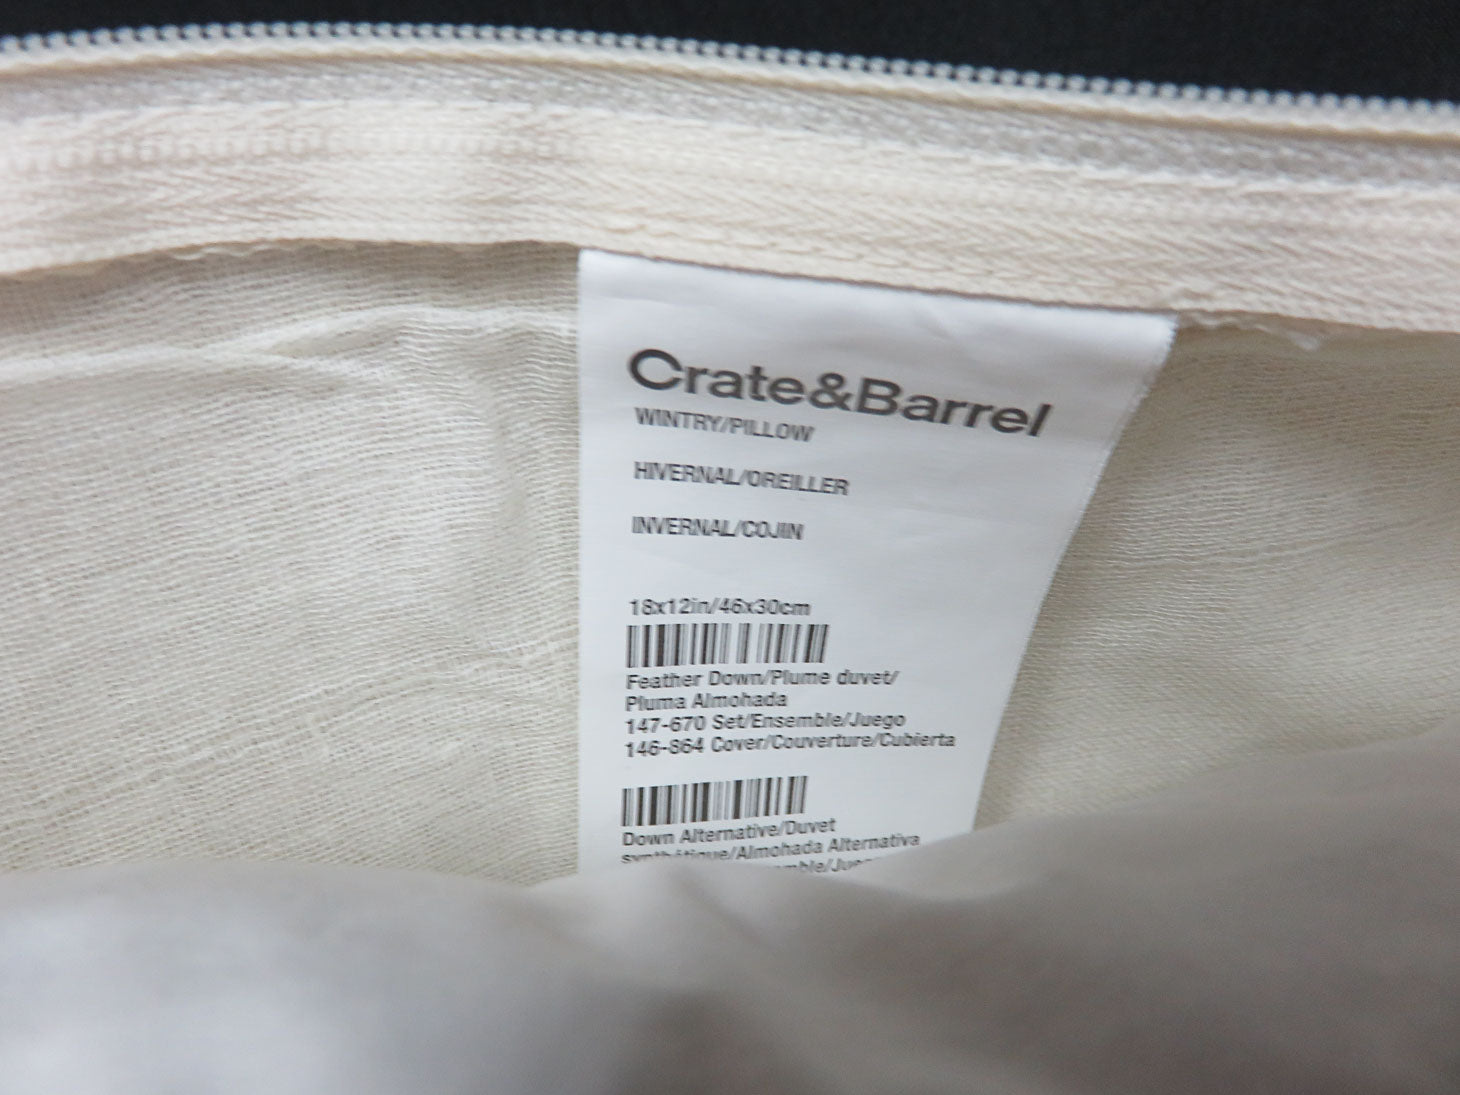 Crate&Barrel
WINTRY/PILLOW
HIVERNAL/OREILLER
INVERNAL/COJIN
18x12in/46x30cm
Feather Down/Plume duvet/
Pluma Almohada
147-670 Set/Ensemble/Juego
146-864 Cover/Couverture/Cubierta
Down Alternative/Duvet
synthétique/Almohada Alternativa